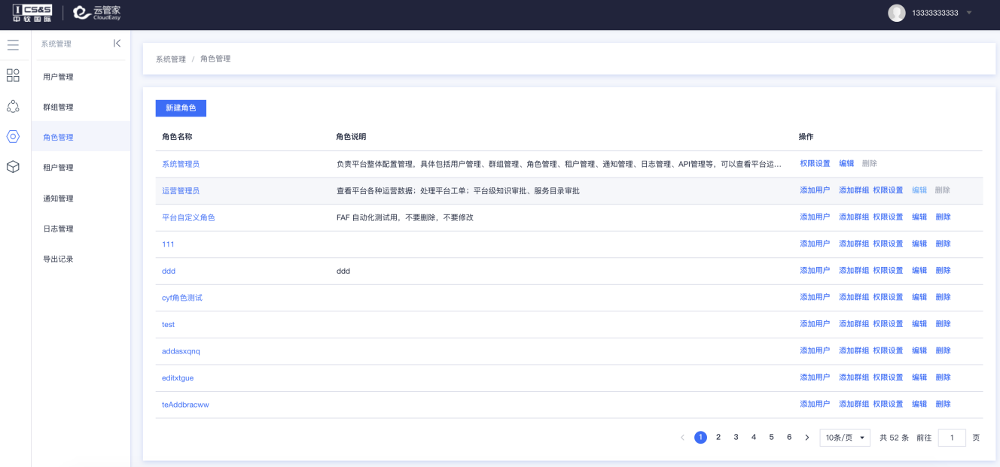 CS&S
中软国际
云管家
CloudEasy
13333333333
系统管理
用户管理
群组管理
角色管理
租户管理
通知管理
日志管理
导出记录
系统管理 / 角色管理
新建角色
角色名称 角色说明 操作
系统管理员 负责平台整体配置管理，具体包括用户管理、群组管理、角色管理、租户管理、通知管理、日志管理、API管理等，可以查看平台运... 权限设置 编辑 删除
运营管理员 查看平台各种运营数据；处理平台工单；平台级知识审批、服务目录审批 添加用户 添加群组 权限设置 编辑 删除
平台自定义角色 FAF 自动化测试用，不要删除，不要修改 添加用户 添加群组 权限设置 编辑 删除
111 添加用户 添加群组 权限设置 编辑 删除
ddd ddd 添加用户 添加群组 权限设置 编辑 删除
cyf角色测试 添加用户 添加群组 权限设置 编辑 删除
test 添加用户 添加群组 权限设置 编辑 删除
addasxqnq 添加用户 添加群组 权限设置 编辑 删除
editxtgue 添加用户 添加群组 权限设置 编辑 删除
teAddbracww 添加用户 添加群组 权限设置 编辑 删除
1 2 3 4 5 6 10条/页 共 52 条 前往 1 页